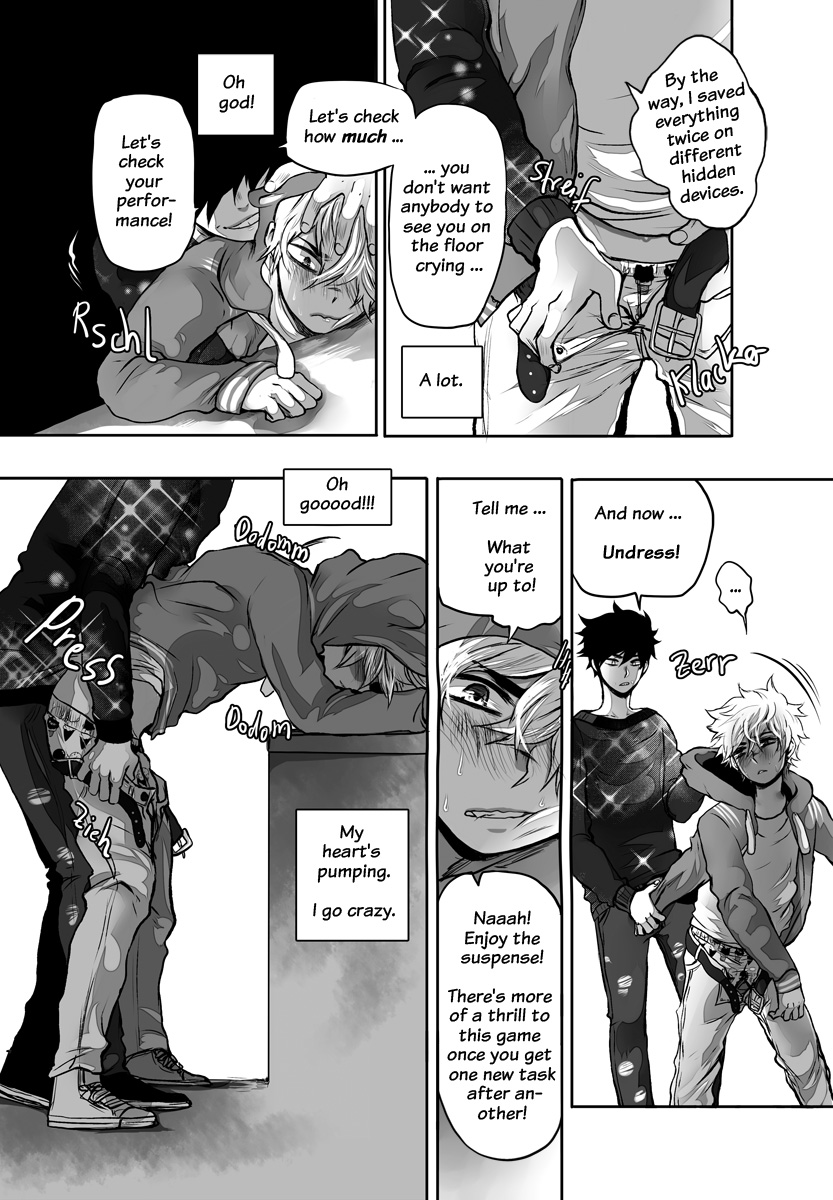 Oh
god!
Let's
check
your
perfor-
mance!
Rschl
Let's check
how much ...
... you
don't want
anybody to
see you on
the floor
crying ...
A lot.
By the
way, I saved
everything
twice on
different
hidden
devices.
Streif
Klacker
Oh
gooood!!!
Dodomm
Press
Dodom
Zieh
My
heart's
pumping.
I go crazy.
Tell me ...
What
you're
up to!
Naaah!
Enjoy the
suspense!
There's more
of a thrill to
this game
once you get
one new task
after an-
other!
And now ...
Undress!
...
Zerr